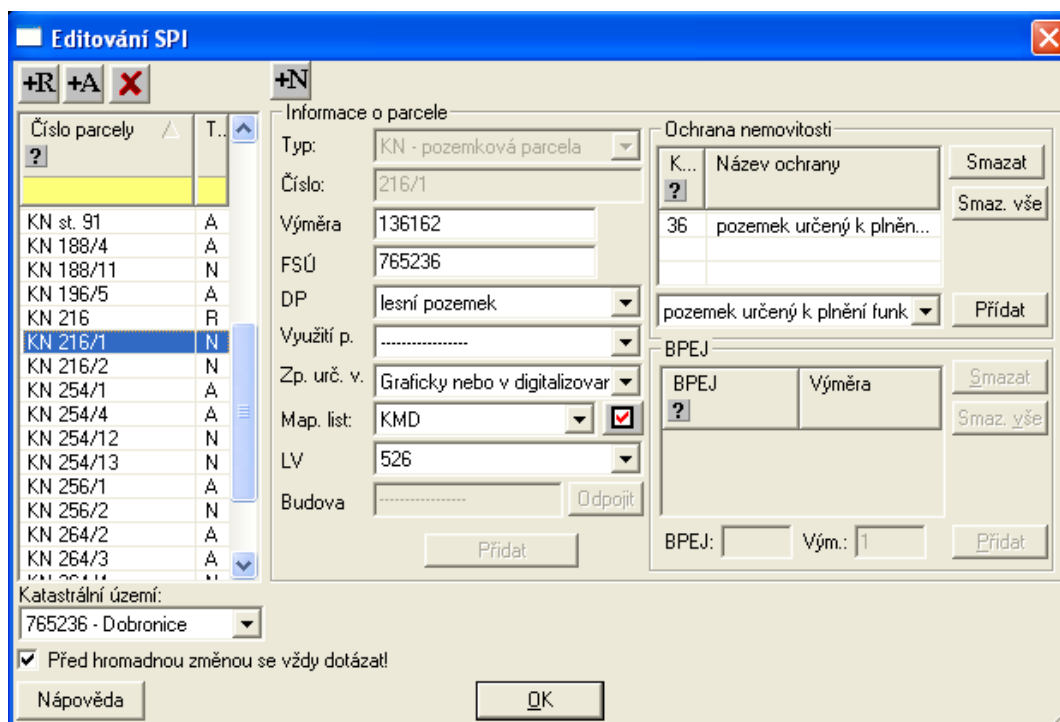 Editování SPI
+R +A
+N
Číslo parcely T..
?
KN st. 91 A
KN 188/4 A
KN 188/11 N
KN 196/5 A
KN 216 R
KN 216/1 N
KN 216/2 N
KN 254/1 A
KN 254/4 A
KN 254/12 N
KN 254/13 N
KN 256/1 A
KN 256/2 N
KN 264/2 A
KN 264/3 A
Katastrální území:
765236 - Dobronice
Před hromadnou změnou se vždy dotázat!
Nápověda
OK
Informace o parcele
Typ: KN - pozemková parcela
Číslo: 216/1
Výměra 136162
FSÚ 765236
DP lesní pozemek
Využití p. ----------------
Zp. urč. v. Graficky nebo v digitalizovar
Map. list: KMD
LV 526
Budova ---------------- Odpojit
Přidat
Ochrana nemovitosti
K... Název ochrany
?
36 pozemek určený k plněn...
Smazat
Smaz. vše
pozemek určený k plnění funk
Přídat
BPEJ
BPEJ Výměra
?
Smazat
Smaz. vše
BPEJ: Vým.: 1 Přidat